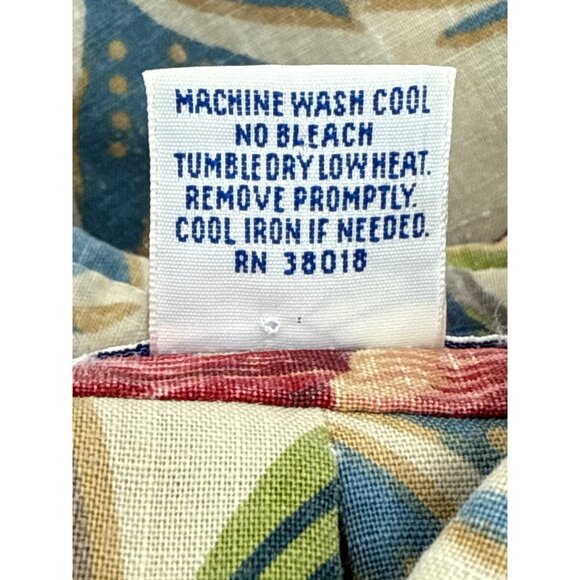 MACHINE WASH COOL
NO BLEACH
TUMBLE DRY LOW HEAT.
REMOVE PROMPTLY.
COOL IRON IF NEEDED.
RN 38018